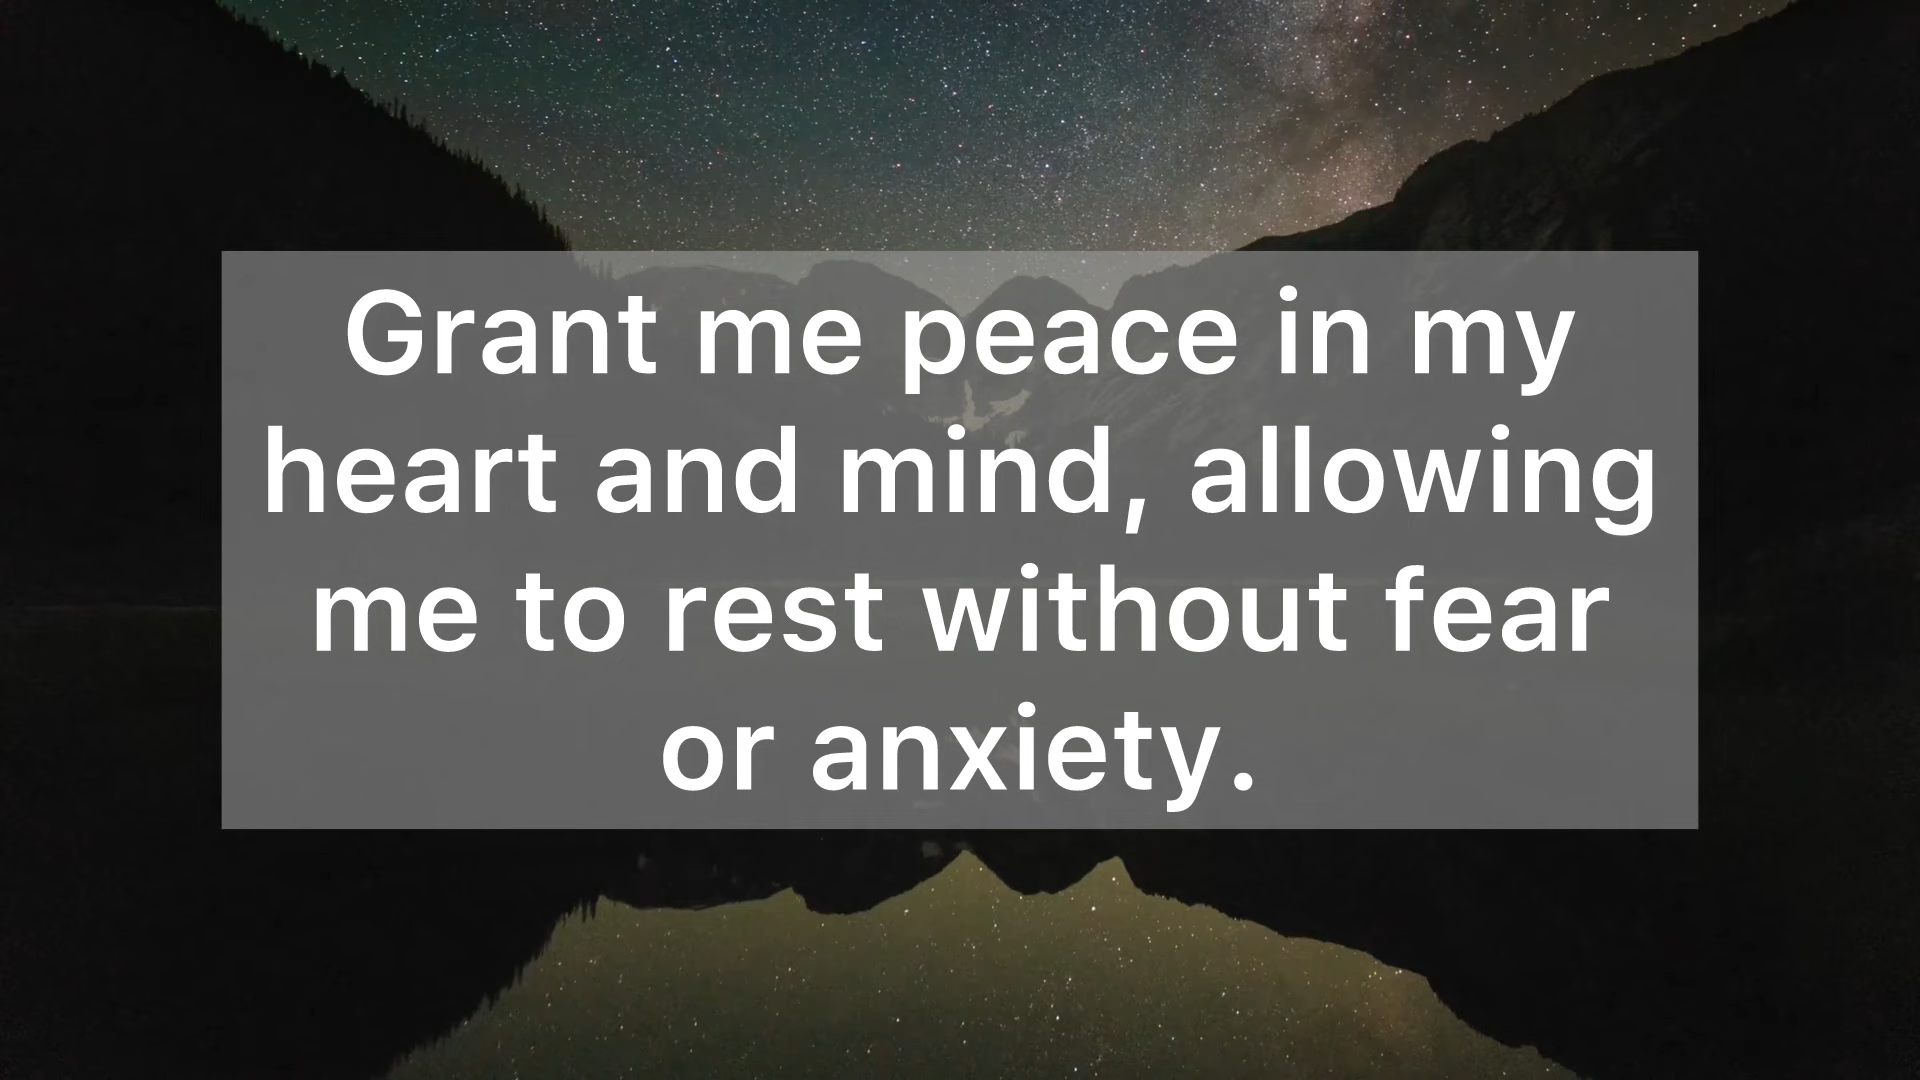 Grant me peace in my
heart and mind, allowing
me to rest without fear
or anxiety.